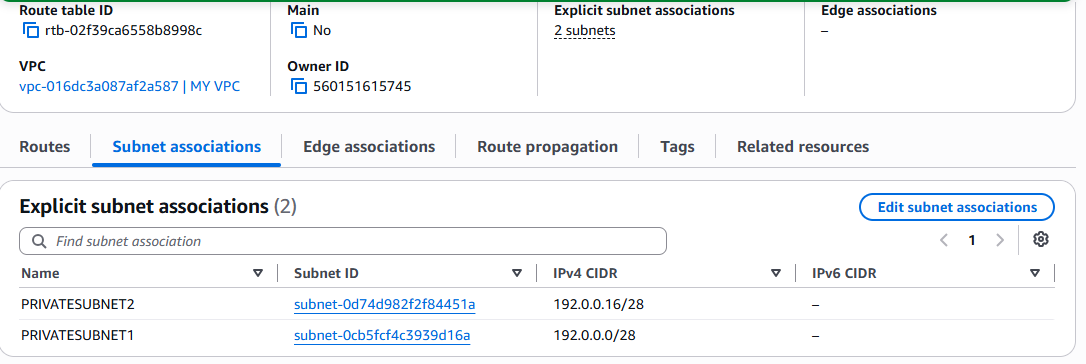 Route table ID Main Explicit subnet associations Edge associations
rtb-02f39ca6558b8998c No 2 subnets –
VPC Owner ID
vpc-016dc3a087af2a587 | MY VPC 560151615745
Routes Subnet associations Edge associations Route propagation Tags Related resources
Explicit subnet associations (2) Edit subnet associations
Find subnet association 1
Name Subnet ID IPv4 CIDR IPv6 CIDR
PRIVATESUBNET2 subnet-0d74d982f2f84451a 192.0.0.16/28 –
PRIVATESUBNET1 subnet-0cb5fcf4c3939d16a 192.0.0.0/28 –